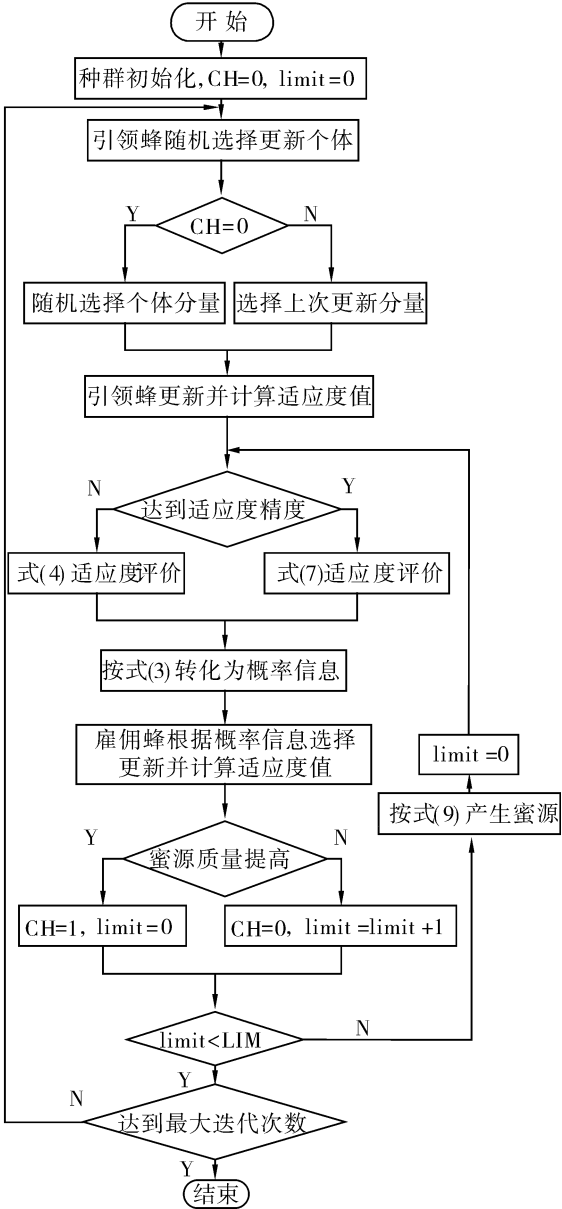 开始
种群初始化,CH=0, limit=0
引领蜂随机选择更新个体
Y
N
CH=0
随机选择个体分量
选择上次更新分量
引领蜂更新并计算适应度值
N
Y
达到适应度精度
式(4)适应度评价
式(7)适应度评价
按式(3)转化为概率信息
雇佣蜂根据概率信息选择
更新并计算适应度值
limit=0
按式(9)产生蜜源
Y
N
蜜源质量提高
CH=1, limit=0
CH=0, limit=limit+1
limit<LIM
N
Y
N
达到最大迭代次数
Y
结束